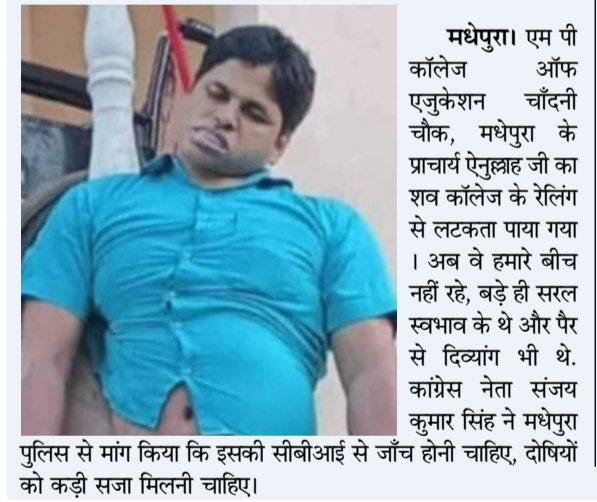 मधेपुरा। एम पी
कॉलेज ऑफ
एजुकेशन चाँदनी
चौक, मधेपुरा के
प्राचार्य ऐनुल्लाह जी का
शव कॉलेज के रेलिंग
से लटकता पाया गया
। अब वे हमारे बीच
नहीं रहे, बड़े ही सरल
स्वभाव के थे और पैर
से दिव्यांग भी थे.
कांग्रेस नेता संजय
कुमार सिंह ने मधेपुरा
पुलिस से मांग किया कि इसकी सीबीआई से जाँच होनी चाहिए, दोषियों
को कड़ी सजा मिलनी चाहिए।